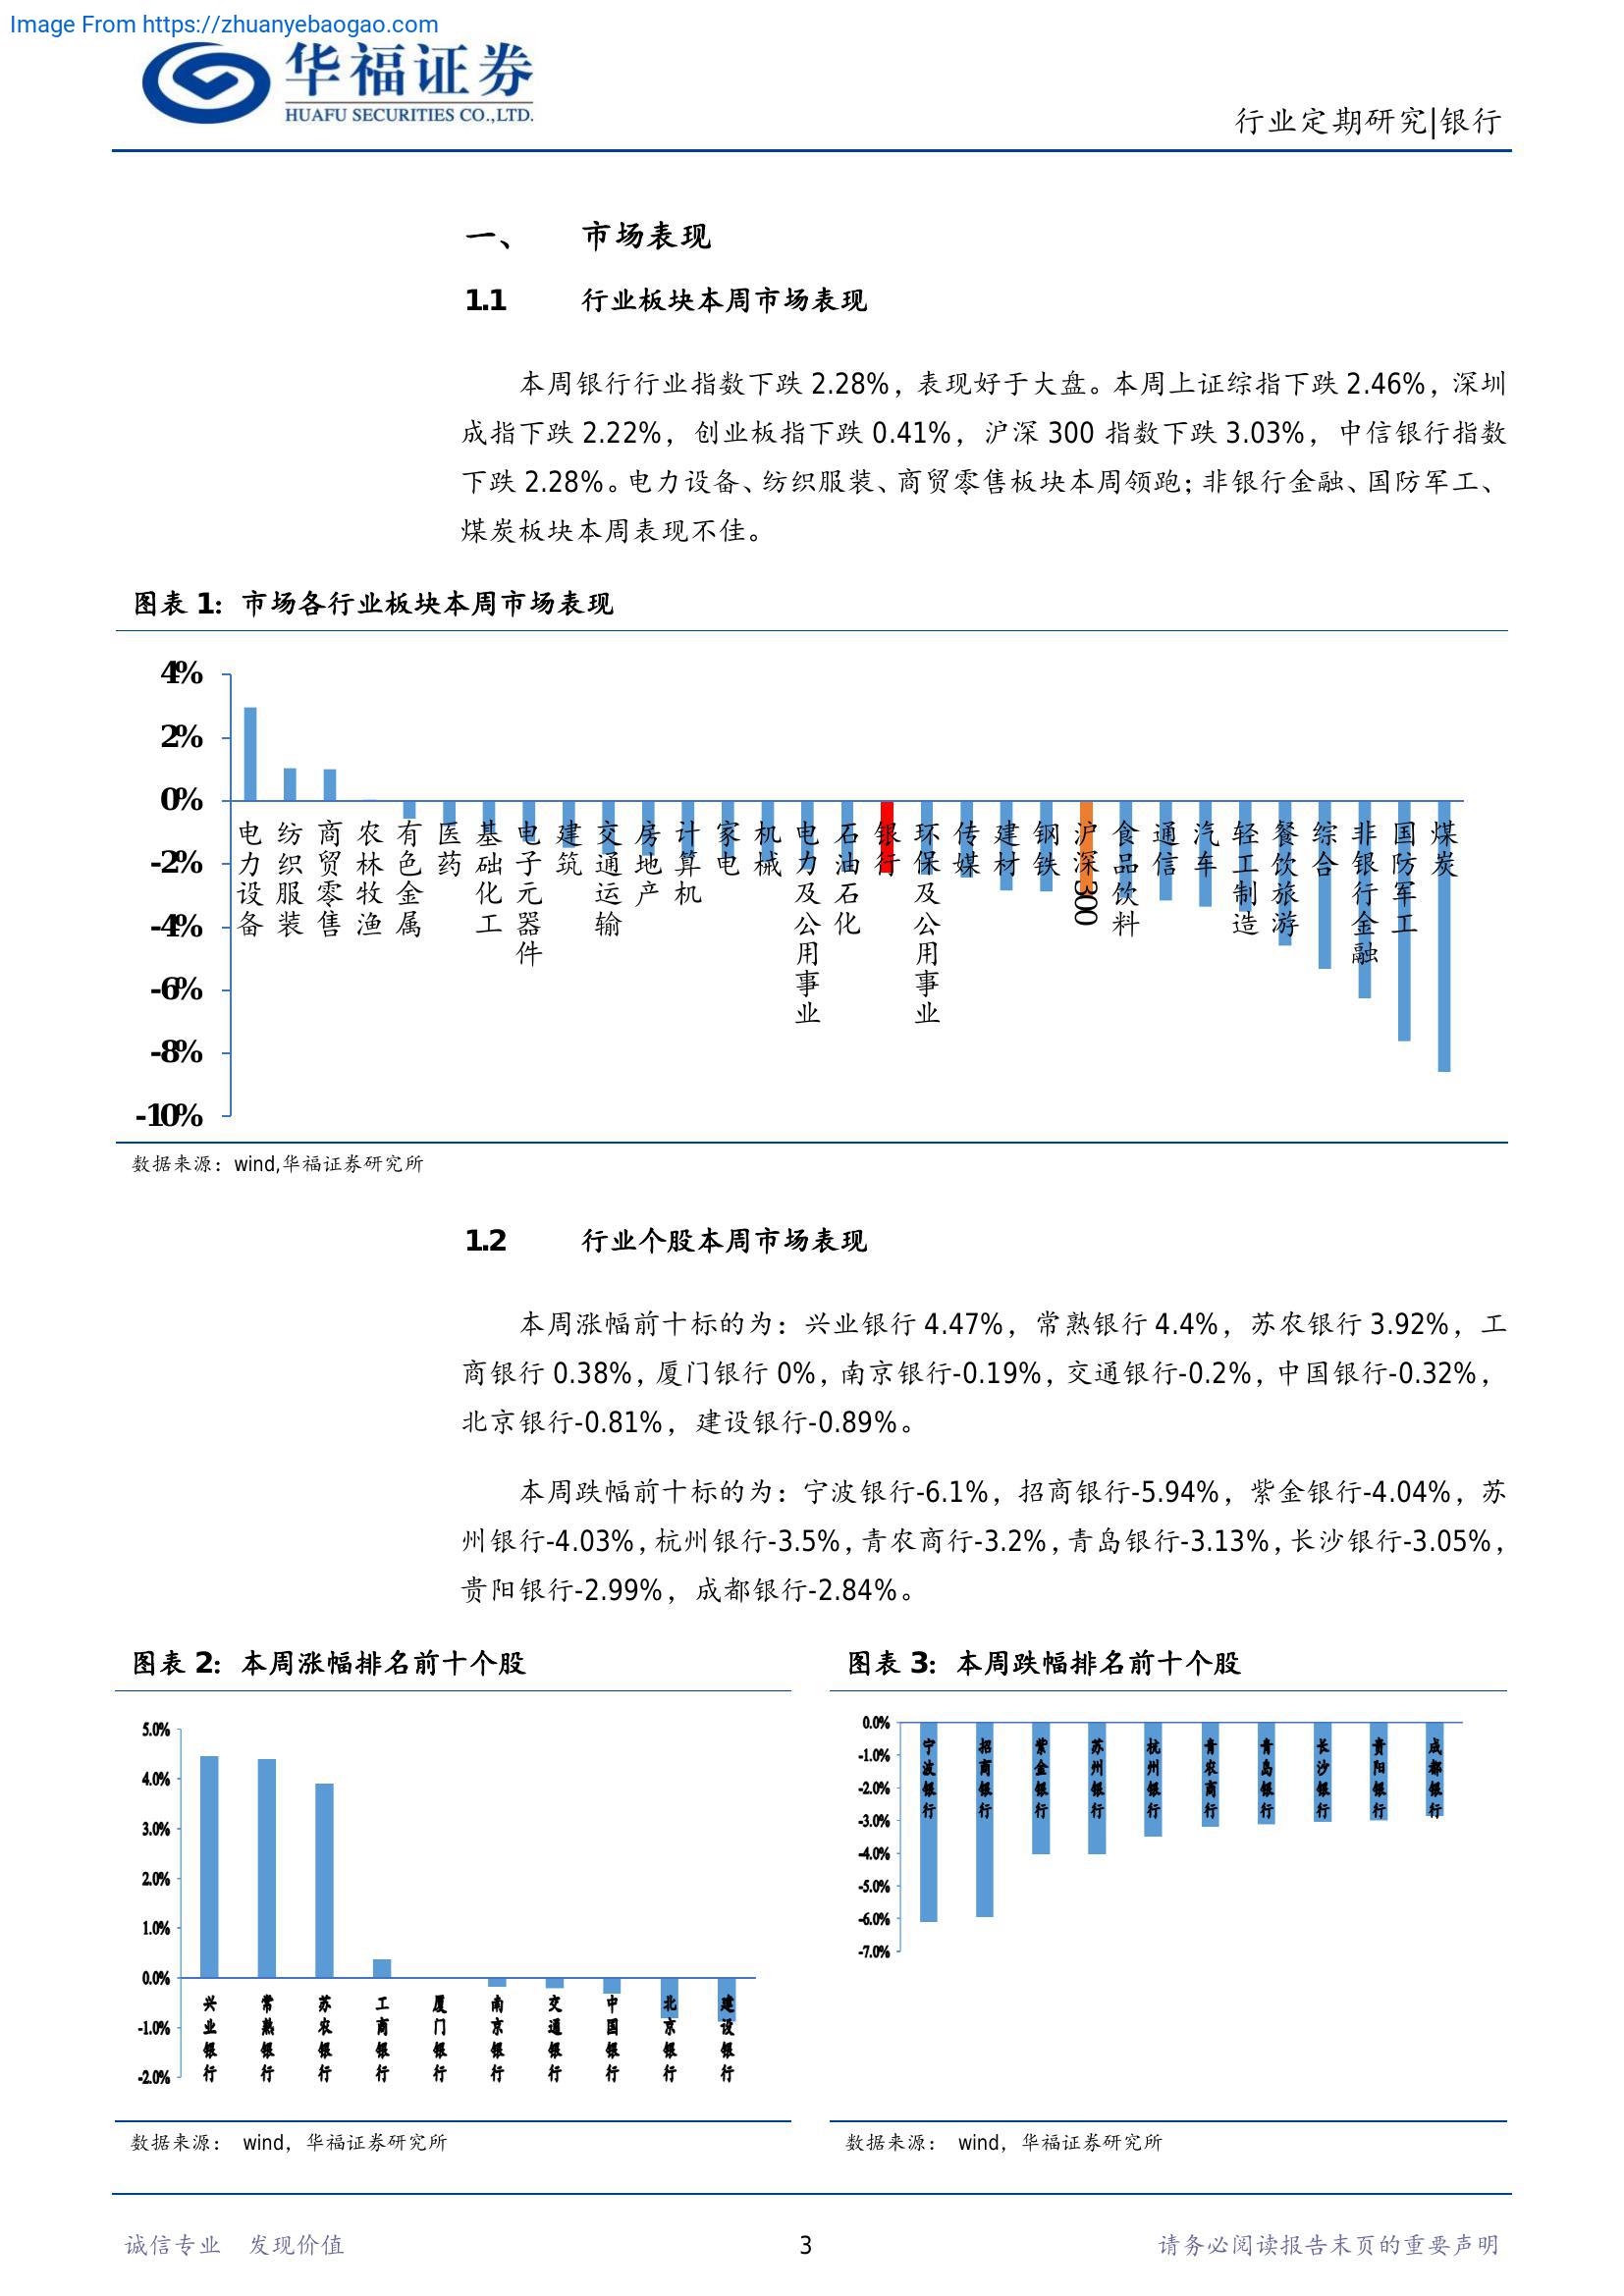 Image From https://zhuanyebaogao.com
华福证券
HUAFU SECURITIES CO.,LTD.
行业定期研究|银行
一、 市场表现
1.1 行业板块本周市场表现
本周银行行业指数下跌 2.28%，表现好于大盘。本周上证综指下跌 2.46%，深圳
成指下跌 2.22%，创业板指下跌 0.41%，沪深 300 指数下跌 3.03%，中信银行指数
下跌 2.28%。电力设备、纺织服装、商贸零售板块本周领跑；非银行金融、国防军工、
煤炭板块本周表现不佳。
图表 1：市场各行业板块本周市场表现
4%
2%
0%
-2%
-4%
-6%
-8%
-10%
电力设备
纺织服装
商贸零售
农林牧渔
有色金属
医药
基础化工
电子元器件
建筑
交通运输
房地产
计算机
家电
机械
电力及公用事业
石油石化
银行
环保及公用事业
传媒
建材
钢铁
沪深300
食品饮料
通信
汽车
轻工制造
餐饮旅游
综合
非银行金融
国防军工
煤炭
数据来源：wind,华福证券研究所
1.2 行业个股本周市场表现
本周涨幅前十标的为：兴业银行 4.47%，常熟银行 4.4%，苏农银行 3.92%，工
商银行 0.38%，厦门银行 0%，南京银行-0.19%，交通银行-0.2%，中国银行-0.32%，
北京银行-0.81%，建设银行-0.89%。
本周跌幅前十标的为：宁波银行-6.1%，招商银行-5.94%，紫金银行-4.04%，苏
州银行-4.03%，杭州银行-3.5%，青农商行-3.2%，青岛银行-3.13%，长沙银行-3.05%，
贵阳银行-2.99%，成都银行-2.84%。
图表 2：本周涨幅排名前十个股
5.0%
4.0%
3.0%
2.0%
1.0%
0.0%
-1.0%
-2.0%
兴业银行
常熟银行
苏农银行
工商银行
厦门银行
南京银行
交通银行
中国银行
北京银行
建设银行
数据来源： wind，华福证券研究所
图表 3：本周跌幅排名前十个股
0.0%
-1.0%
-2.0%
-3.0%
-4.0%
-5.0%
-6.0%
-7.0%
宁波银行
招商银行
紫金银行
苏州银行
杭州银行
青农商行
青岛银行
长沙银行
贵阳银行
成都银行
数据来源： wind，华福证券研究所
诚信专业 发现价值
3
请务必阅读报告末页的重要声明